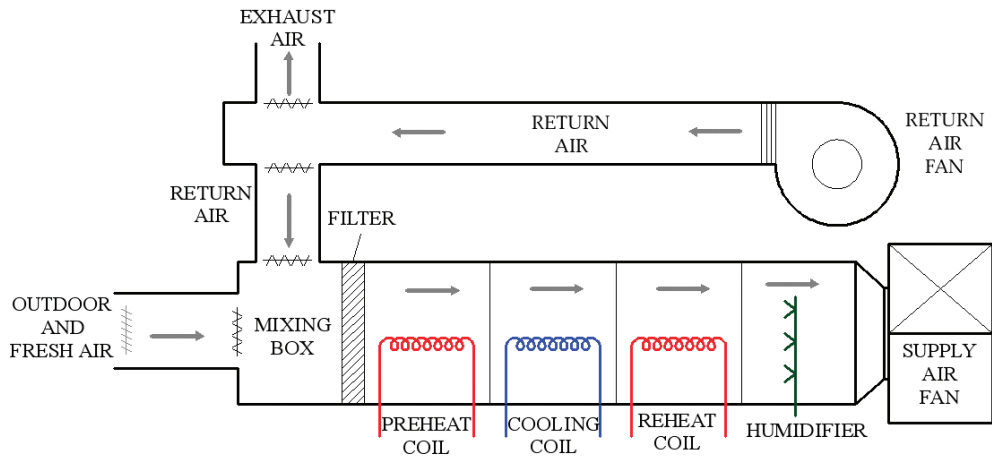 EXHAUST
AIR
RETURN
AIR
RETURN
AIR
FAN
RETURN
AIR
FILTER
OUTDOOR
AND
FRESH AIR
MIXING
BOX
SUPPLY
AIR
FAN
PREHEAT
COIL
COOLING
COIL
REHEAT
COIL
HUMIDIFIER